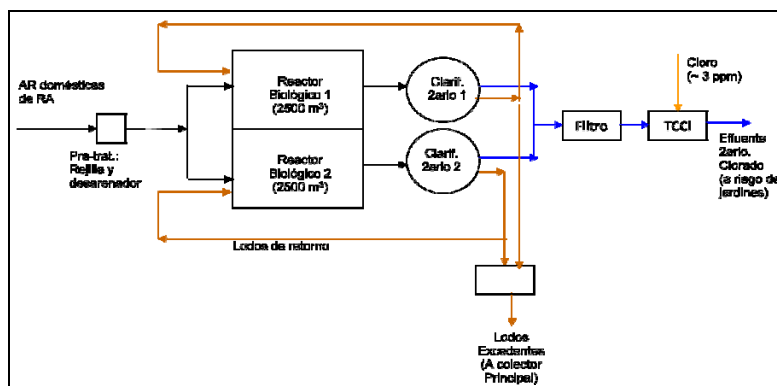 AR domésticas
de RA
Pre-trat.:
Rejilla y
desarenador
Reactor
Biológico 1
(2500 m³)
Reactor
Biológico 2
(2500 m³)
Clarif.
2ario 1
Clarif.
2ario 2
Lodos de retorno
Filtro
Cloro
(~ 3 ppm)
TCCl
Efluente
2ario.
Clorado
(a riego de
jardines)
Lodos
Excedentes
(A colector
Principal)